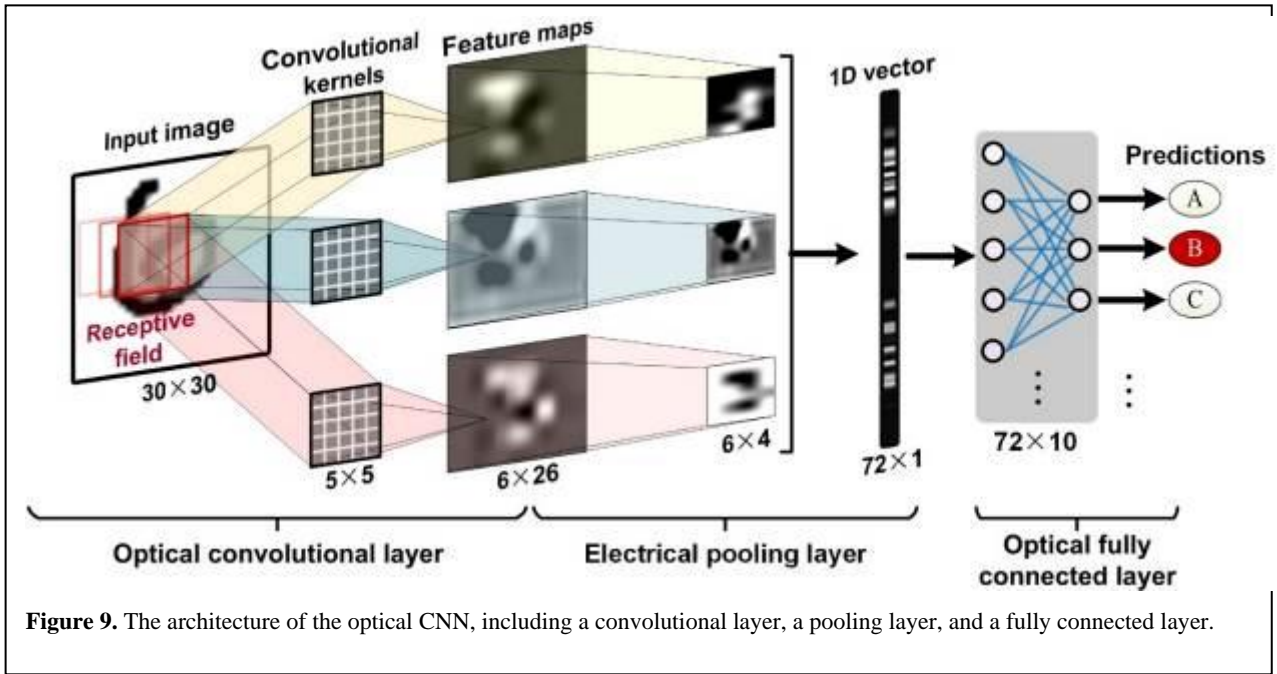 Convolutional
kernels
Feature maps
1D vector
Input image
Predictions
A
B
C
Receptive
field
30×30
5×5
6×26
6×4
72×1
72×10
Optical convolutional layer
Electrical pooling layer
Optical fully
connected layer
Figure 9. The architecture of the optical CNN, including a convolutional layer, a pooling layer, and a fully connected layer.